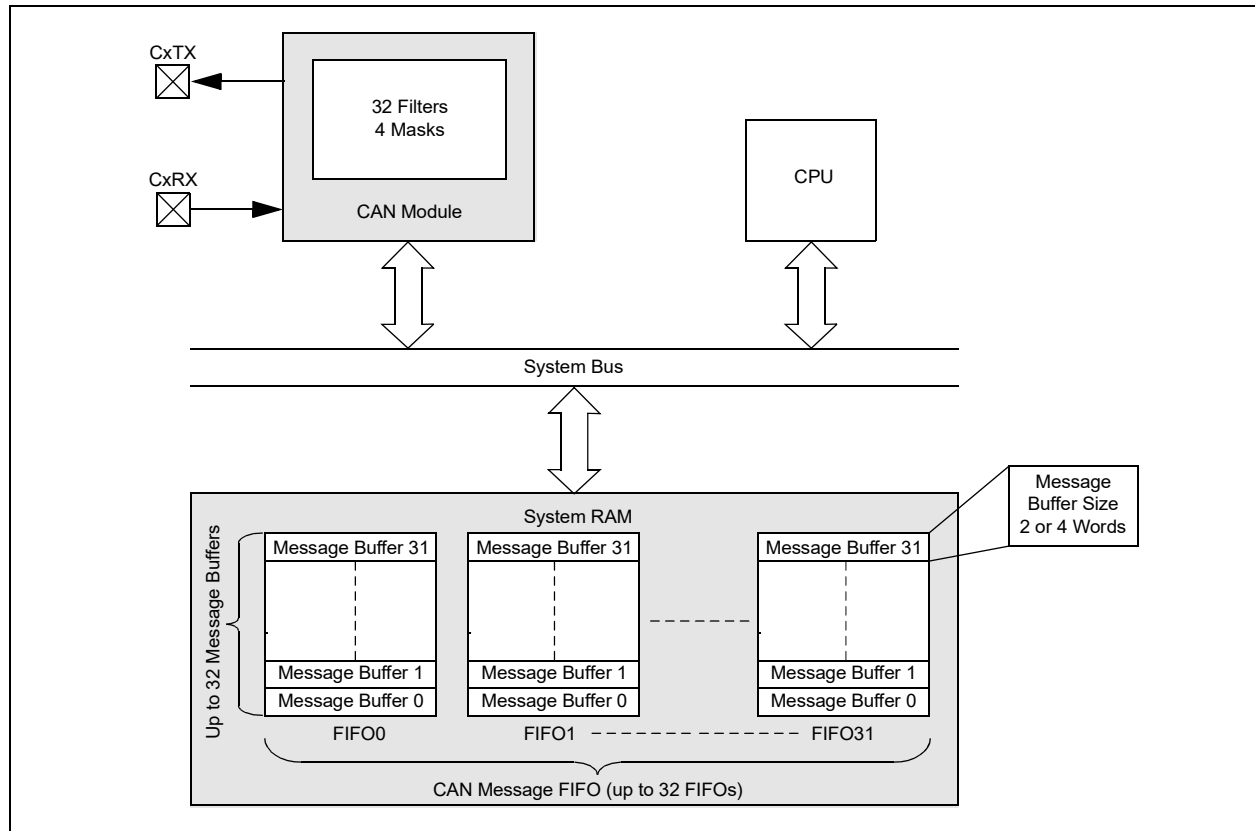 CxTX
32 Filters
4 Masks
CxRX
CAN Module
CPU
System Bus
Message
Buffer Size
2 or 4 Words
System RAM
Up to 32 Message Buffers
Message Buffer 31
Message Buffer 31
Message Buffer 31
Message Buffer 1
Message Buffer 1
Message Buffer 1
Message Buffer 0
Message Buffer 0
Message Buffer 0
FIFO0
FIFO1
FIFO31
CAN Message FIFO (up to 32 FIFOs)